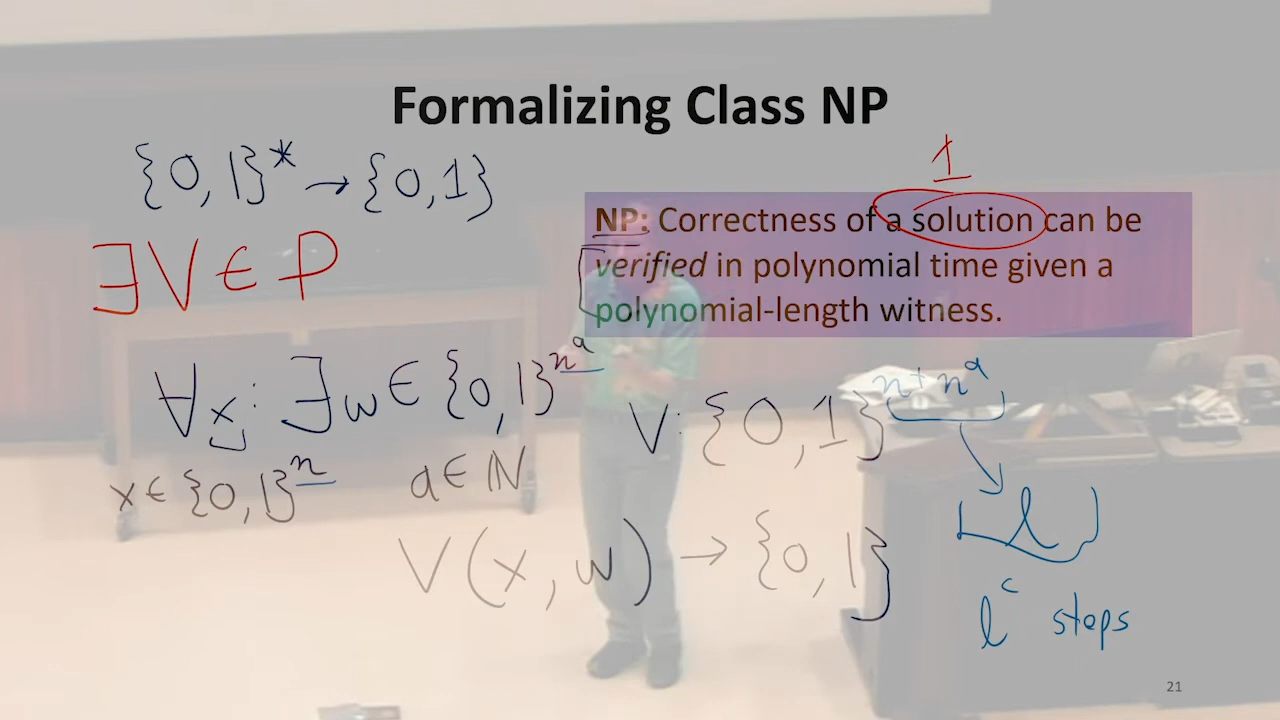 Formalizing Class NP
{0,1}* → {0,1}
1
NP: Correctness of a solution can be
verified in polynomial time given a
polynomial-length witness.
∃V∈P
∀x: ∃w∈{0,1}^{n^a}
V: {0,1}^{n+n^a}
x∈{0,1}^n
a∈ℕ
l
V(x,w) → {0,1}
l^c steps
21